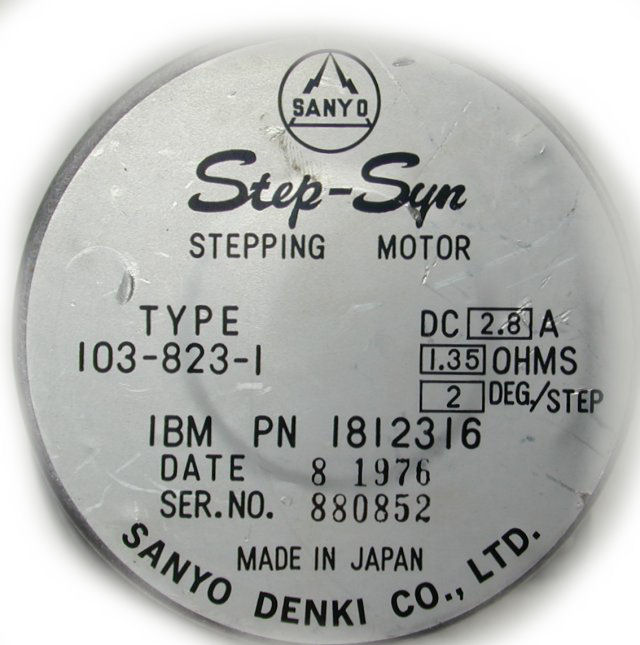 SANYO
Step-Syn
STEPPING MOTOR
TYPE
103-823-1
DC 2.8 A
1.35 OHMS
2 DEG./STEP
IBM PN 1812316
DATE 8 1976
SER.NO. 880852
MADE IN JAPAN
SANYO DENKI CO., LTD.